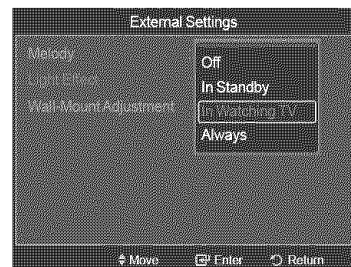 External Settings
Melody
Light Effect
Wall-Mount Adjustment
Off
In Standby
In Watching TV
Always
Move Enter Return